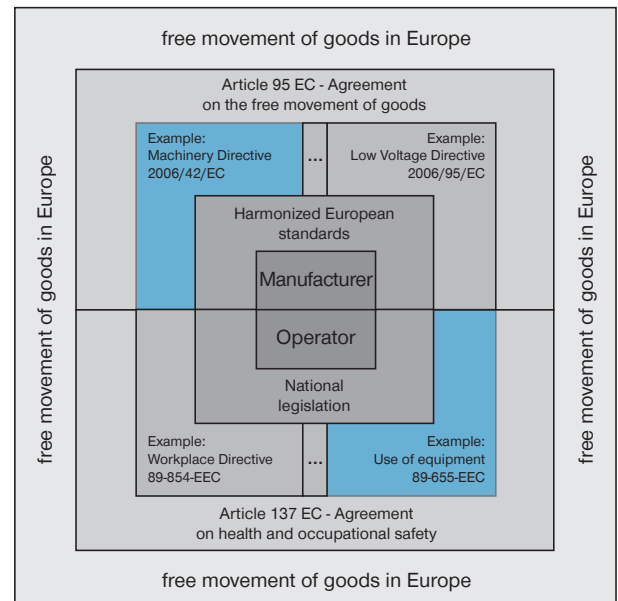 free movement of goods in Europe
Article 95 EC - Agreement
on the free movement of goods
Example:
Machinery Directive
2006/42/EC
...
Example:
Low Voltage Directive
2006/95/EC
free movement of goods in Europe
free movement of goods in Europe
Harmonized European
standards
Manufacturer
Operator
National
legislation
Example:
Workplace Directive
89-854-EEC
...
Example:
Use of equipment
89-655-EEC
Article 137 EC - Agreement
on health and occupational safety
free movement of goods in Europe